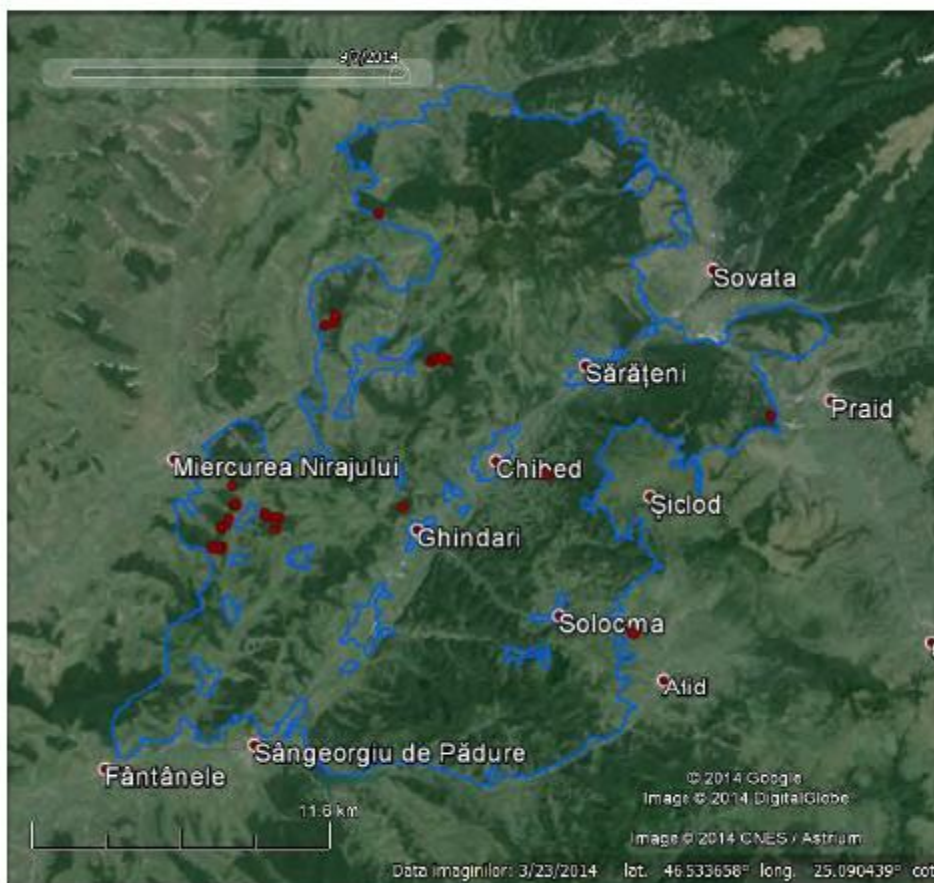 9/7/2014
Sovata
Sărățeni
Praid
Miercurea Nirajului
Chibed
Șiclod
Ghindari
Solocma
Atid
Sângeorgiu de Pădure
Fântânele
© 2014 Google
Image © 2014 DigitalGlobe
11.6 km
Image © 2014 CNES / Astrium
Data imaginilor: 3/23/2014 lat. 46.533658° long. 25.090439° cot